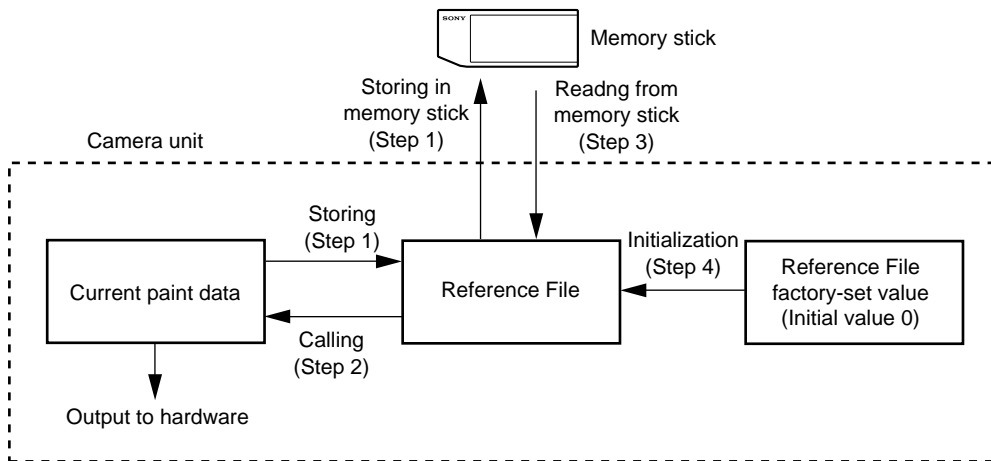 SONY
Memory stick
Storing in
memory stick
(Step 1)
Readng from
memory stick
(Step 3)
Camera unit
Storing
(Step 1)
Initialization
(Step 4)
Current paint data
Reference File
Reference File
factory-set value
(Initial value 0)
Calling
(Step 2)
Output to hardware